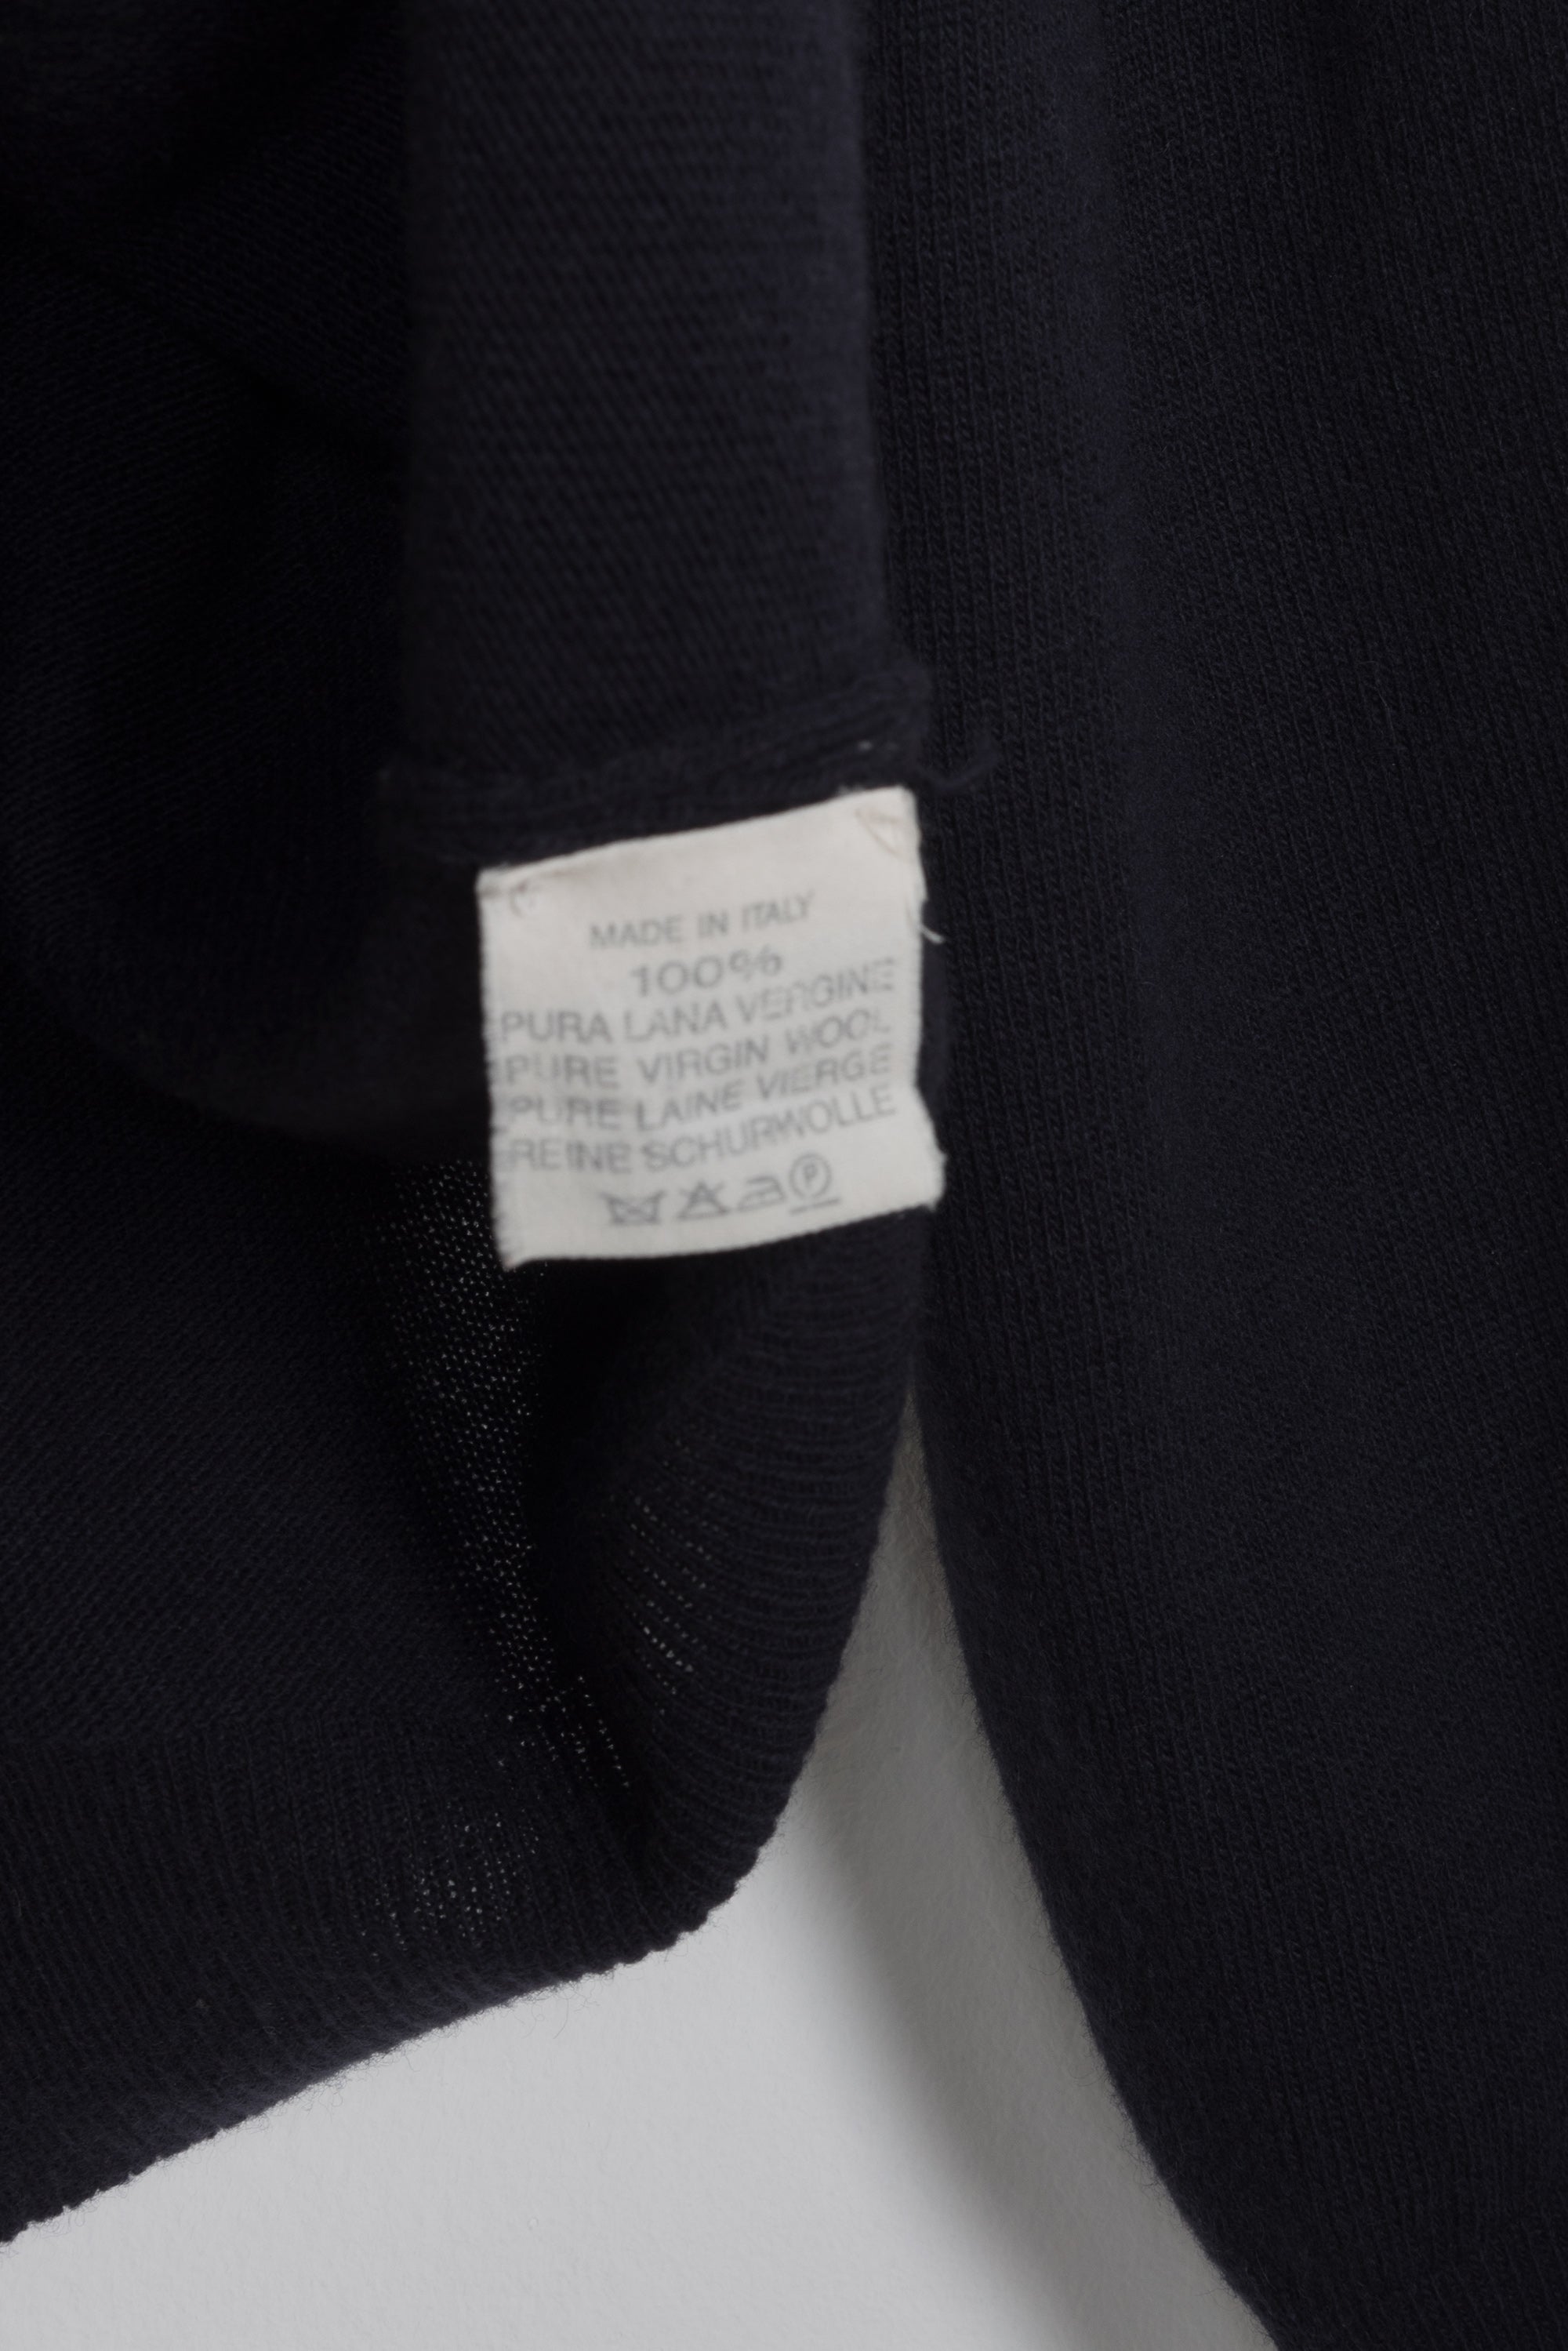 MADE IN ITALY
100%
PURA LANA VERGINE
PURE VIRGIN WOOL
PURE LAINE VIERGE
REINE SCHURWOLLE
P